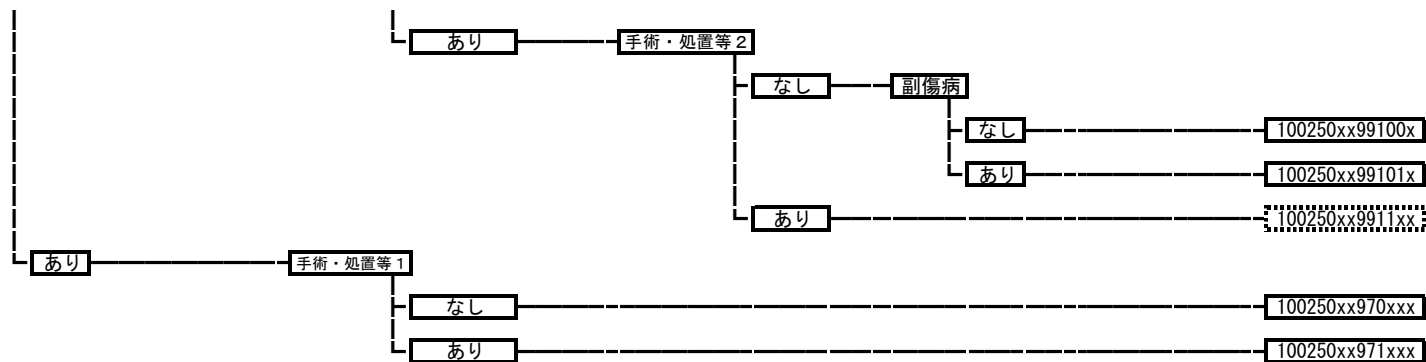 あり 手術・処置等2
なし 副傷病
なし 100250xx99100x
あり 100250xx99101x
あり 100250xx9911xx
あり 手術・処置等1
なし 100250xx970xxx
あり 100250xx971xxx